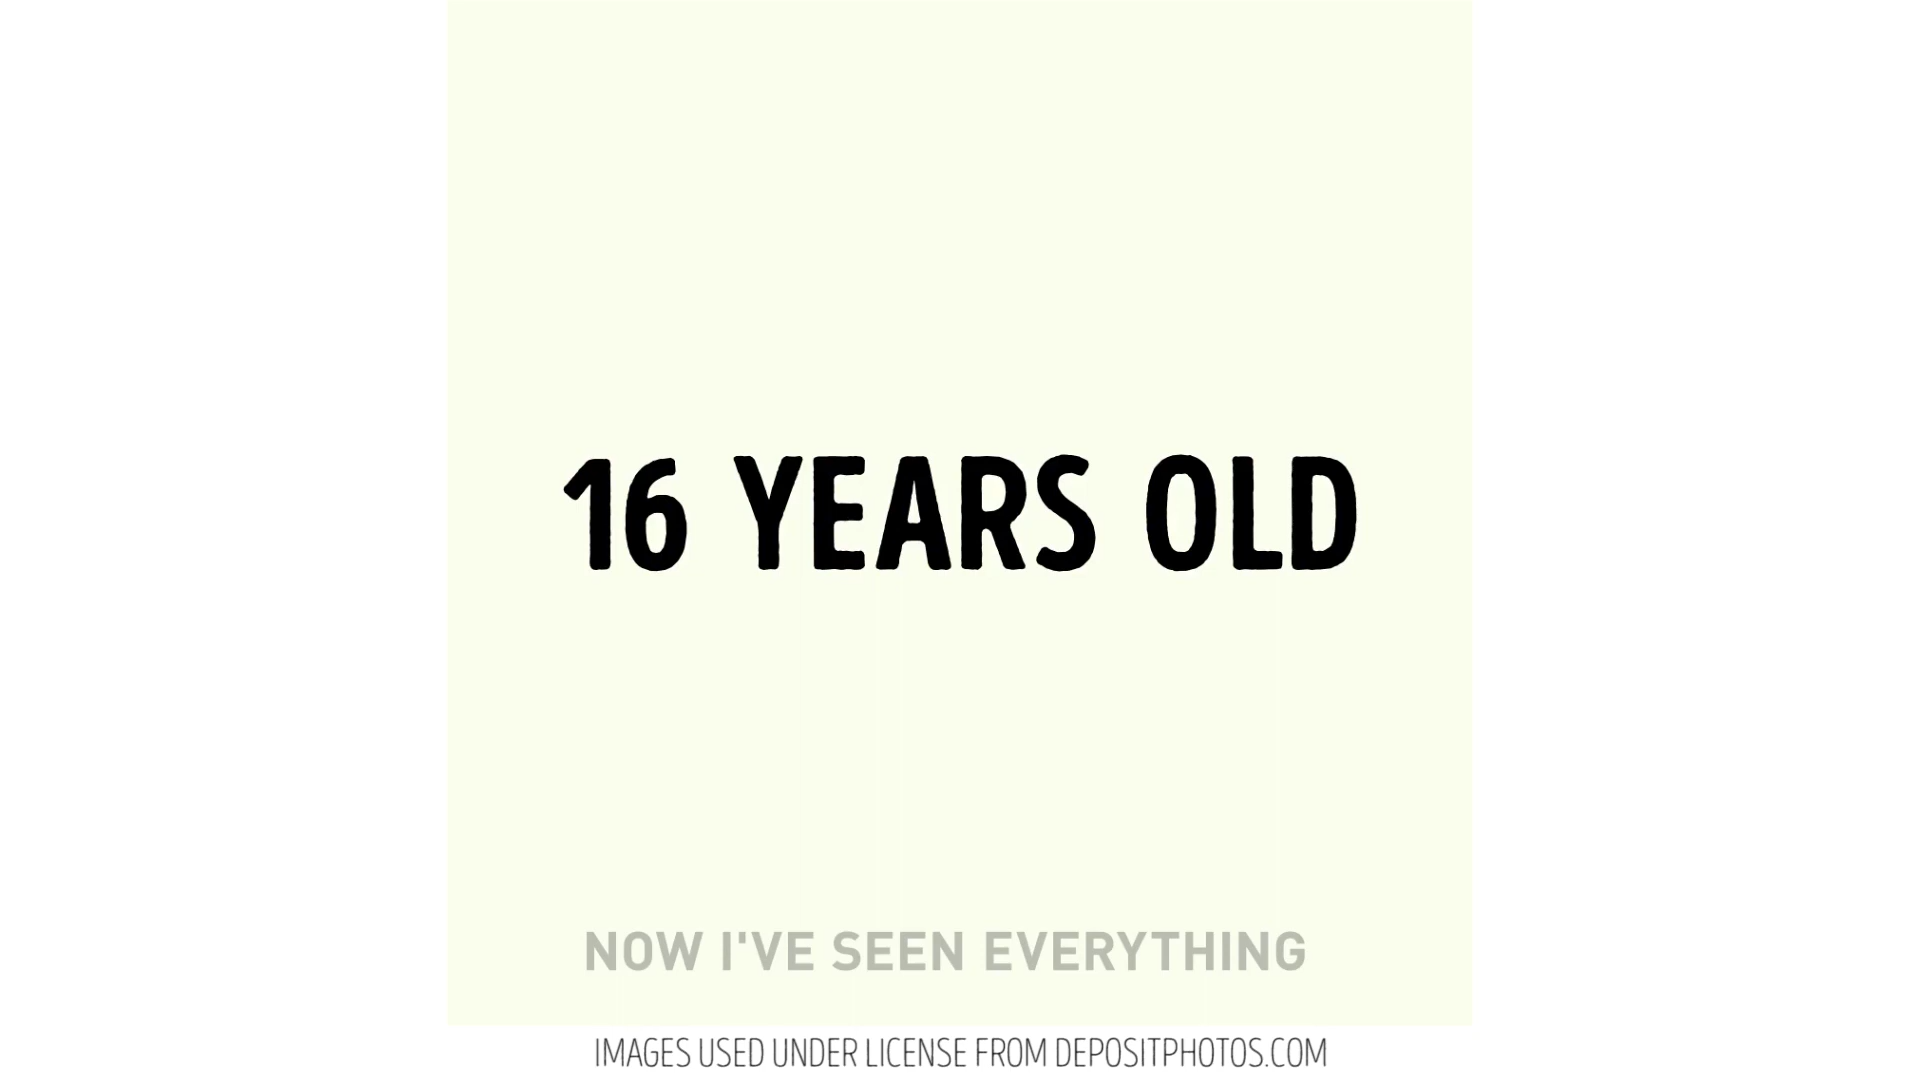 16 YEARS OLD
NOW I'VE SEEN EVERYTHING
IMAGES USED UNDER LICENSE FROM DEPOSITPHOTOS.COM